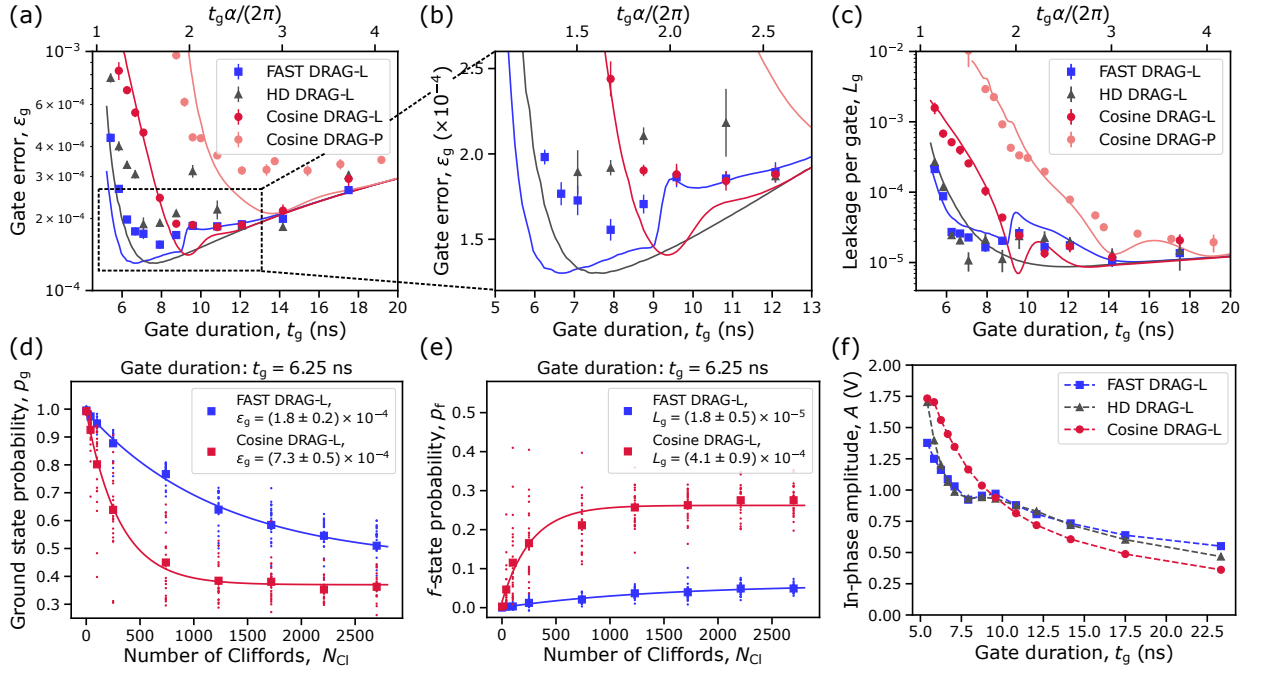 (a)
t_gα/(2π)
1 2 3 4
10⁻³
6 × 10⁻⁴
4 × 10⁻⁴
3 × 10⁻⁴
2 × 10⁻⁴
10⁻⁴
Gate error, ε_g
FAST DRAG-L
HD DRAG-L
Cosine DRAG-L
Cosine DRAG-P
6 8 10 12 14 16 18 20
Gate duration, t_g (ns)
(b)
t_gα/(2π)
1.5 2.0 2.5
2.5
2.0
1.5
Gate error, ε_g (×10⁻⁴)
5 6 7 8 9 10 11 12 13
Gate duration, t_g (ns)
(c)
t_gα/(2π)
1 2 3 4
10⁻²
10⁻³
10⁻⁴
10⁻⁵
Leakage per gate, L_g
FAST DRAG-L
HD DRAG-L
Cosine DRAG-L
Cosine DRAG-P
6 8 10 12 14 16 18 20
Gate duration, t_g (ns)
(d)
Gate duration: t_g = 6.25 ns
1.0
0.9
0.8
0.7
0.6
0.5
0.4
0.3
Ground state probability, p_g
FAST DRAG-L,
ε_g = (1.8 ± 0.2) × 10⁻⁴
Cosine DRAG-L,
ε_g = (7.3 ± 0.5) × 10⁻⁴
0 500 1000 1500 2000 2500
Number of Cliffords, N_Cl
(e)
Gate duration: t_g = 6.25 ns
0.5
0.4
0.3
0.2
0.1
0.0
f-state probability, p_f
FAST DRAG-L,
L_g = (1.8 ± 0.5) × 10⁻⁵
Cosine DRAG-L,
L_g = (4.1 ± 0.9) × 10⁻⁴
0 500 1000 1500 2000 2500
Number of Cliffords, N_Cl
(f)
2.00
1.75
1.50
1.25
1.00
0.75
0.50
0.25
0.00
In-phase amplitude, A (V)
FAST DRAG-L
HD DRAG-L
Cosine DRAG-L
5.0 7.5 10.0 12.5 15.0 17.5 20.0 22.5
Gate duration, t_g (ns)